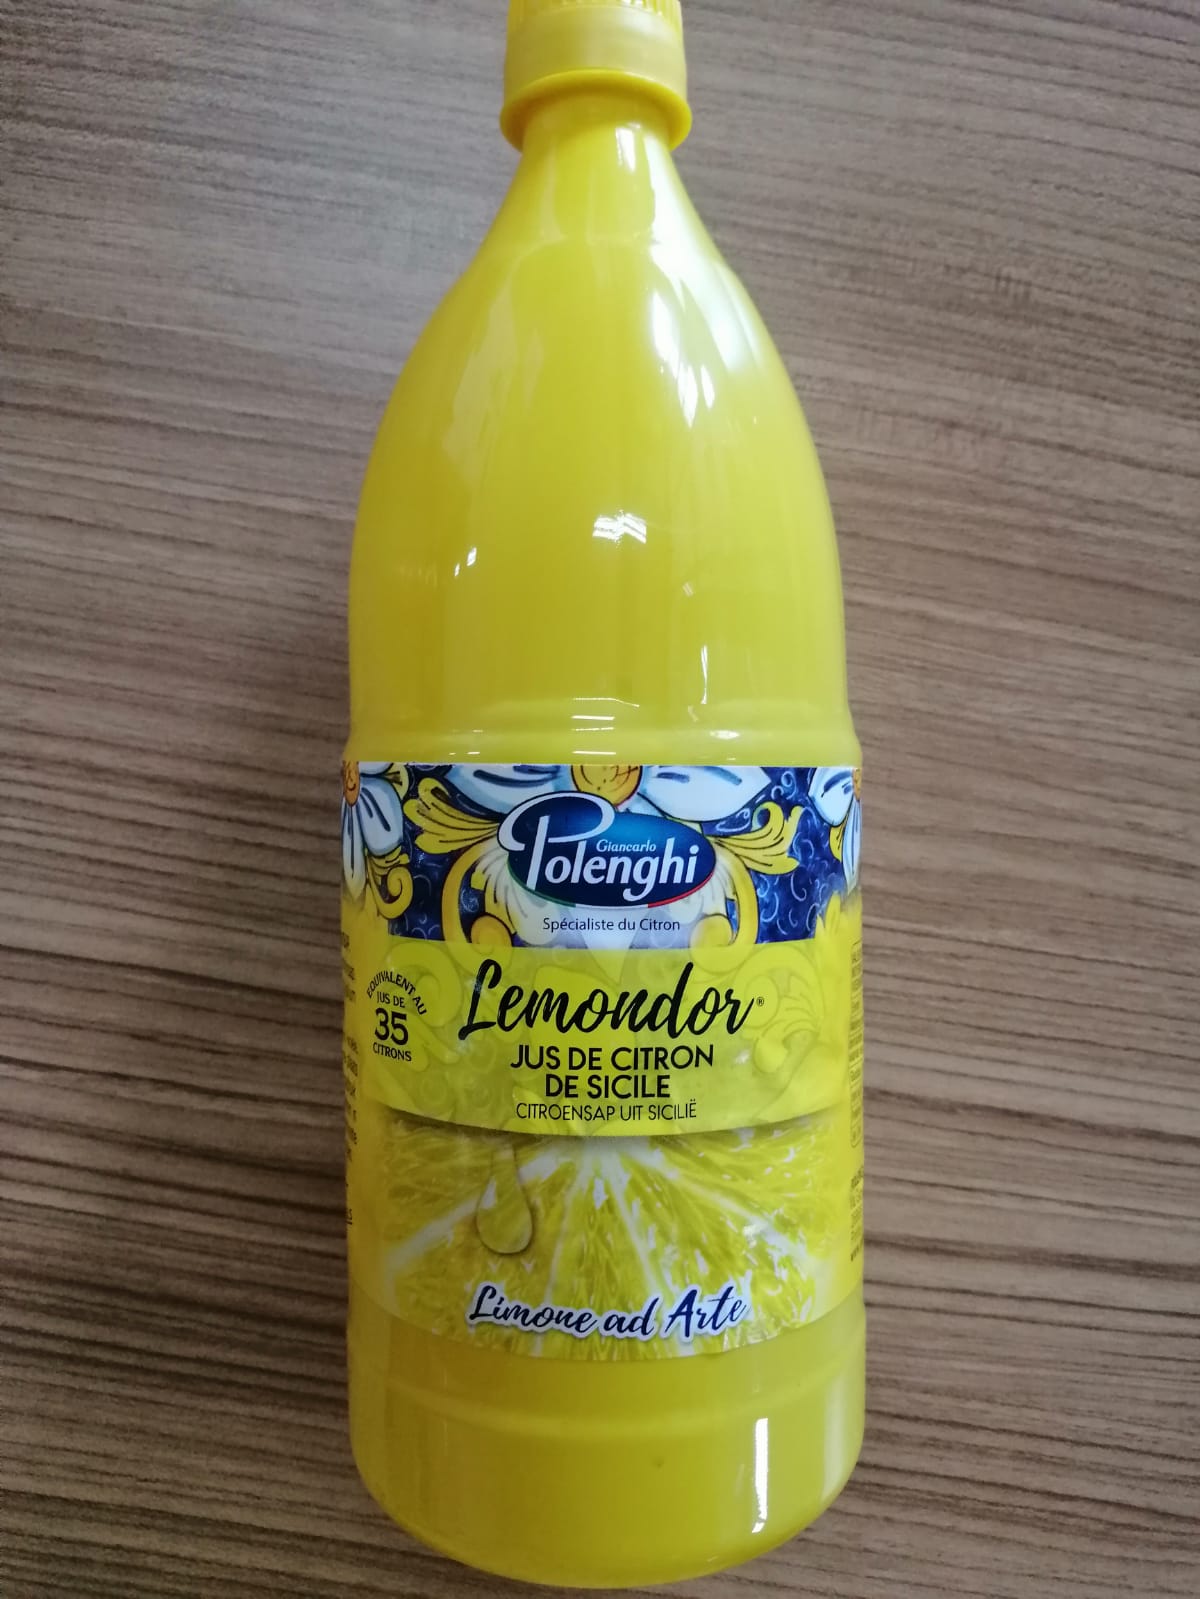 Giancarlo
Polenghi
Spécialiste du Citron
EQUIVALENT AU
JUS DE
35
CITRONS
Lemondor®
JUS DE CITRON
DE SICILE
CITROENSAP UIT SICILIË
Limone ad Arte